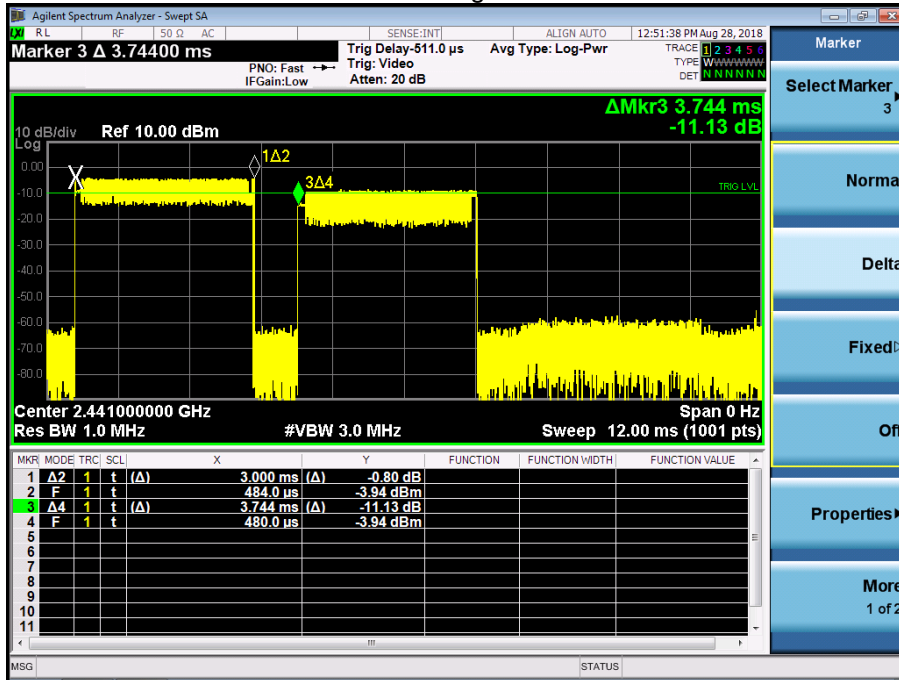 Agilent Spectrum Analyzer - Swept SA
LXI RL RF 50 Ω AC SENSE:INT ALIGN AUTO 12:51:38 PM Aug 28, 2018
Marker 3 Δ 3.74400 ms
PNO: Fast
IFGain:Low
Trig Delay-511.0 µs
Trig: Video
Atten: 20 dB
Avg Type: Log-Pwr
TRACE 1 2 3 4 5 6
TYPE WWWWWW
DET N N N N N N
ΔMkr3 3.744 ms
-11.13 dB
10 dB/div Ref 10.00 dBm
Log
0.00
-10.0
-20.0
-30.0
-40.0
-50.0
-60.0
-70.0
-80.0
X
1Δ2
3Δ4
TRIG LVL
Center 2.441000000 GHz
Span 0 Hz
Res BW 1.0 MHz #VBW 3.0 MHz Sweep 12.00 ms (1001 pts)
MKR MODE TRC SCL X Y FUNCTION FUNCTION WIDTH FUNCTION VALUE
1 Δ2 1 t (Δ) 3.000 ms (Δ) -0.80 dB
2 F 1 t 484.0 µs -3.94 dBm
3 Δ4 1 t (Δ) 3.744 ms (Δ) -11.13 dB
4 F 1 t 480.0 µs -3.94 dBm
5
6
7
8
9
10
11
MSG STATUS
Marker
Select Marker
3
Norma
Delta
Fixed
Off
Properties
More
1 of 2